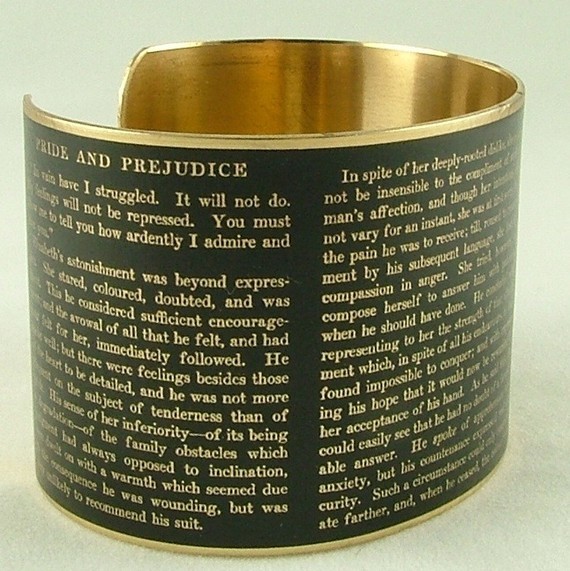 PRIDE AND PREJUDICE
vain have I struggled. It will not do.
feelings will not be repressed. You must
me to tell you how ardently I admire and
you."
astonishment was beyond expres-
She stared, coloured, doubted, and was
This he considered sufficient encourage-
and the avowal of all that he felt, and had
felt for her, immediately followed. He
well; but there were feelings besides those
heart to be detailed, and he was not more
on the subject of tenderness than of
His sense of her inferiority—of its being
of the family obstacles which
had always opposed to inclination,
on with a warmth which seemed due
consequence he was wounding, but was
unlikely to recommend his suit.
In spite of her deeply-rooted dislike,
not be insensible to the compliment of
man's affection, and though her
not vary for an instant, she was at
the pain he was to receive; till,
ment by his subsequent language, she
compassion in anger. She tried,
compose herself to answer him with
when he should have done. He
representing to her the strength of
ment which, in spite of all his
found impossible to conquer; and with
ing his hope that it would now be
her acceptance of his hand. As he
could easily see that he had no doubt of
able answer. He spoke of
anxiety, but his countenance
curity. Such a circumstance could only
ate farther, and, when he ceased, the